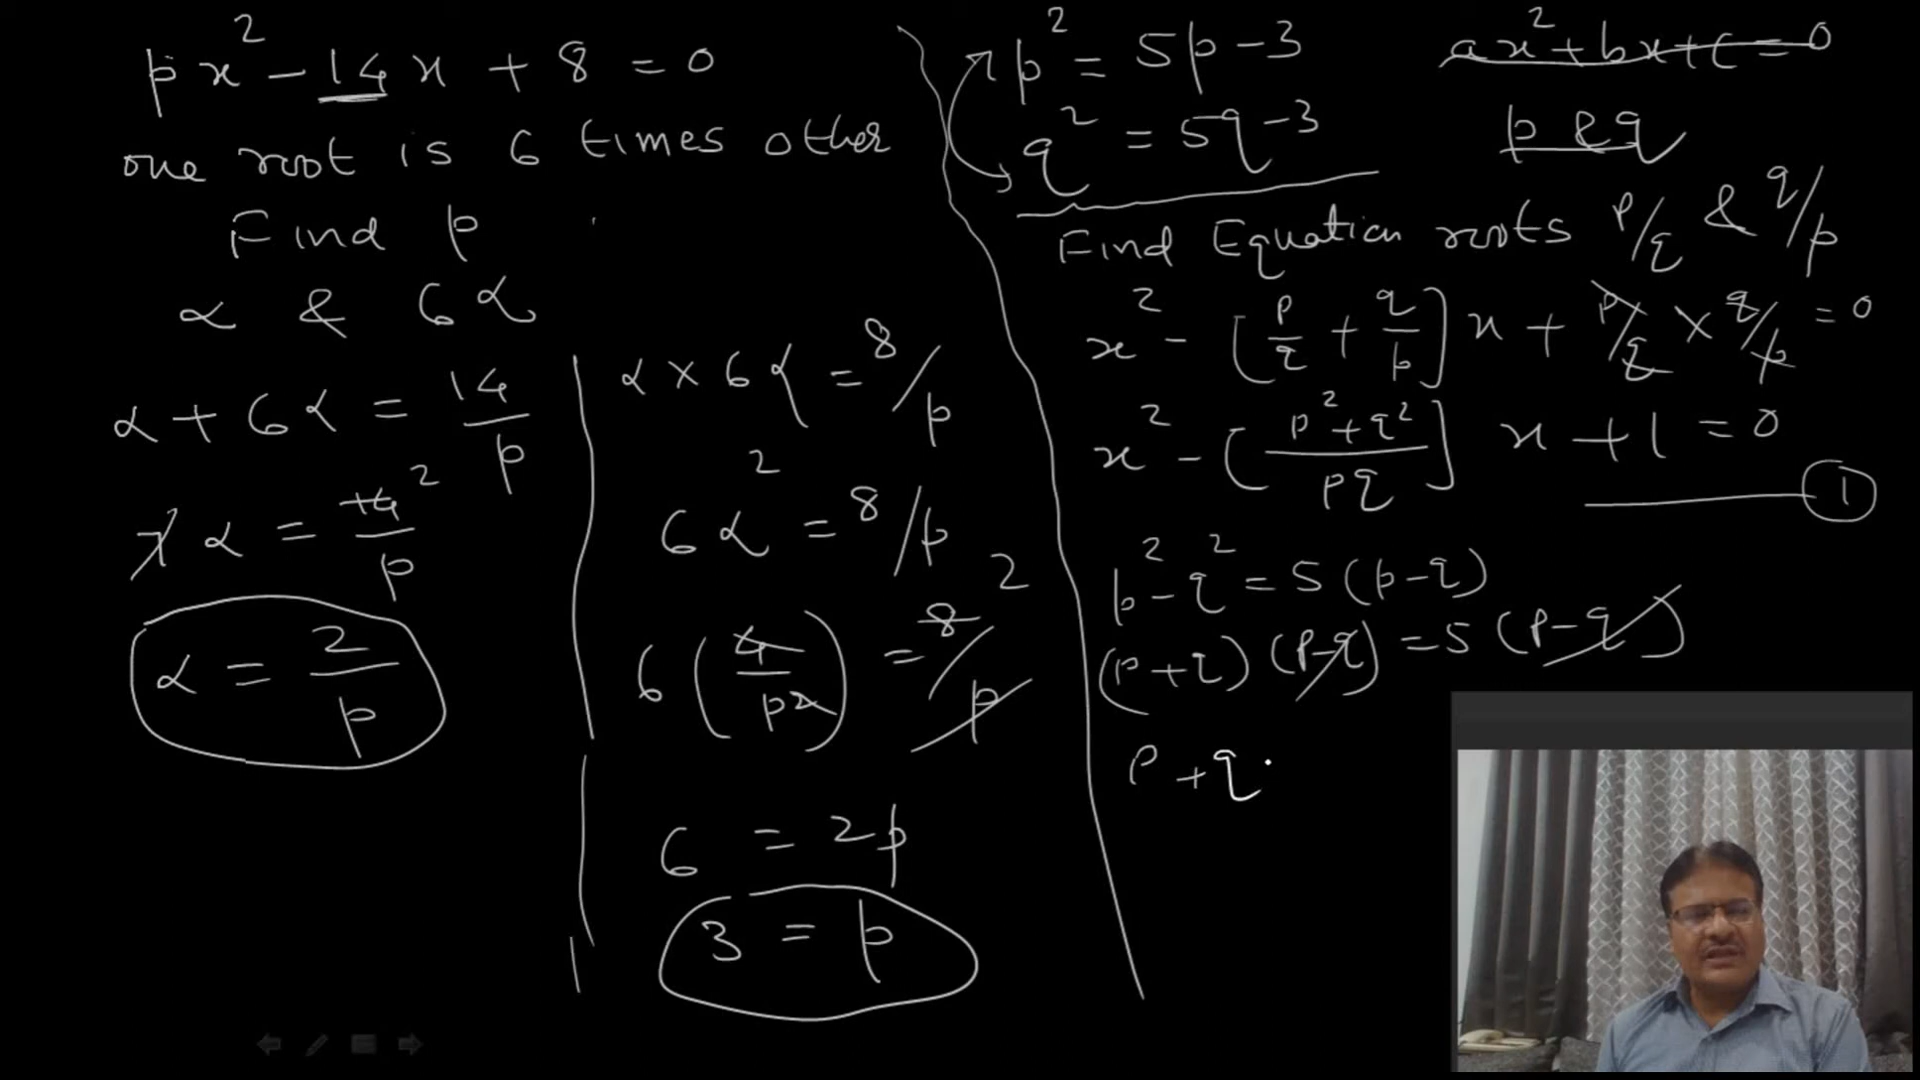 px² - 14x + 8 = 0
one root is 6 times other
Find p
α & 6α
α + 6α = 14/p
7α = 14/p 2
α = 2/p
α × 6α = 8/p
6α² = 8/p
6(4/p²) = 8/p 2
6 = 2p
3 = p
p² = 5p - 3
q² = 5q - 3
ax² + bx + c = 0
p & q
Find Equation roots p/q & q/p
x² - [p/q + q/p]x + p/q × q/p = 0
x² - [(p² + q²)/pq] x + 1 = 0
1
p² - q² = 5(p - q)
(p + q)(p - q) = 5(p - q)
p + q